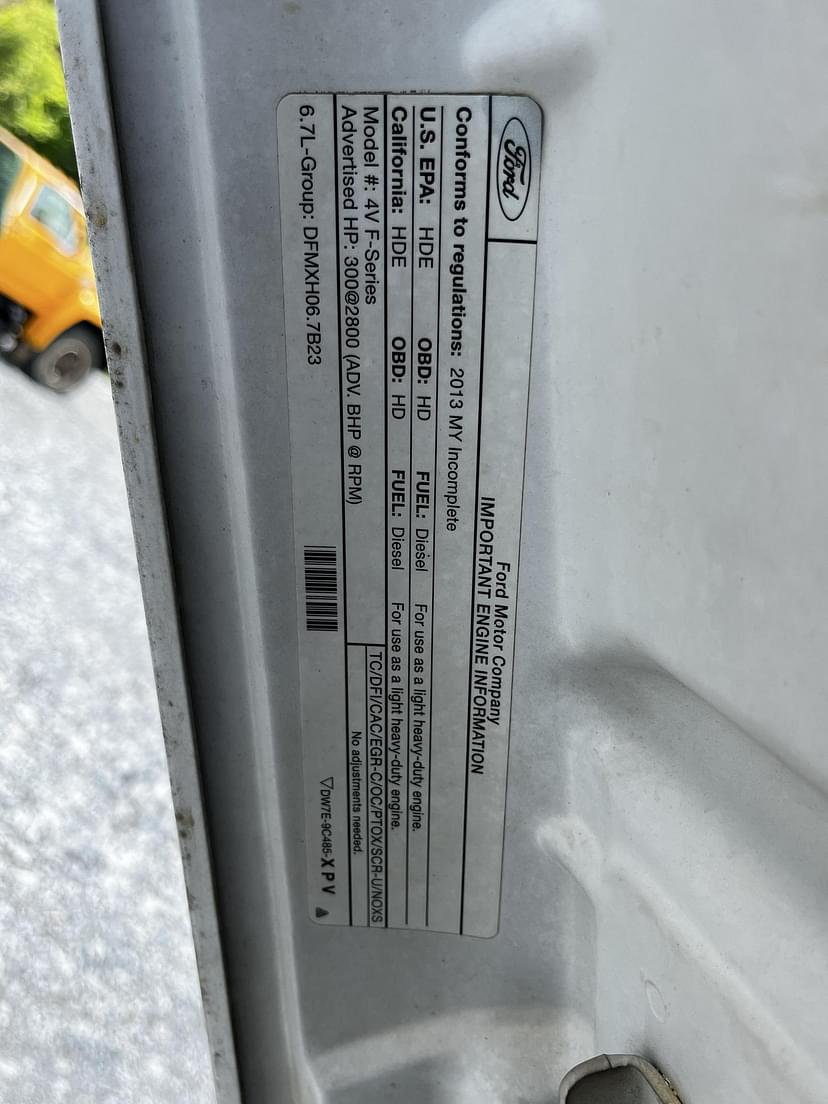 Ford
Ford Motor Company
IMPORTANT ENGINE INFORMATION
Conforms to regulations: 2013 MY Incomplete
U.S. EPA: HDE OBD: HD FUEL: Diesel For use as a light heavy-duty engine.
California: HDE OBD: HD FUEL: Diesel For use as a light heavy-duty engine.
Model #: 4V F-Series
TC/DFI/CAC/EGR-C/OC/PTOX/SCR-U/NOXS
Advertised HP: 300@2800 (ADV. BHP @ RPM)
No adjustments needed.
6.7L-Group: DFMXH06.7B23
DW7E-9C485-XPV